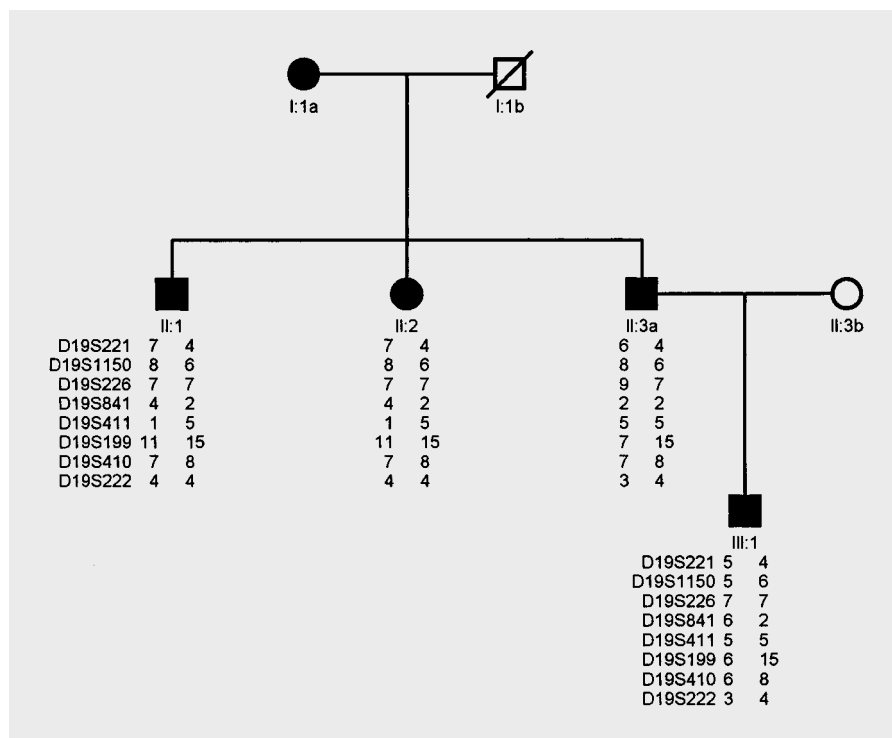 I:1a I:1b
II:1 II:2 II:3a II:3b
D19S221 7 4 7 4 6 4
D19S1150 8 6 8 6 8 6
D19S226 7 7 7 7 9 7
D19S841 4 2 4 2 2 2
D19S411 1 5 1 5 5 5
D19S199 11 15 11 15 7 15
D19S410 7 8 7 8 7 8
D19S222 4 4 4 4 3 4
III:1
D19S221 5 4
D19S1150 5 6
D19S226 7 7
D19S841 6 2
D19S411 5 5
D19S199 6 15
D19S410 6 8
D19S222 3 4